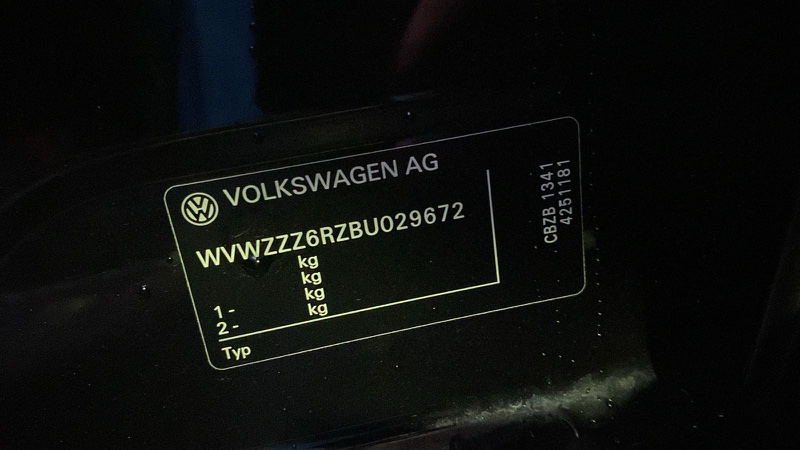 VOLKSWAGEN AG
WVWZZZ6RZBU029672
kg
kg
1 - kg
2 - kg
Typ
CBZB 1341
4251181